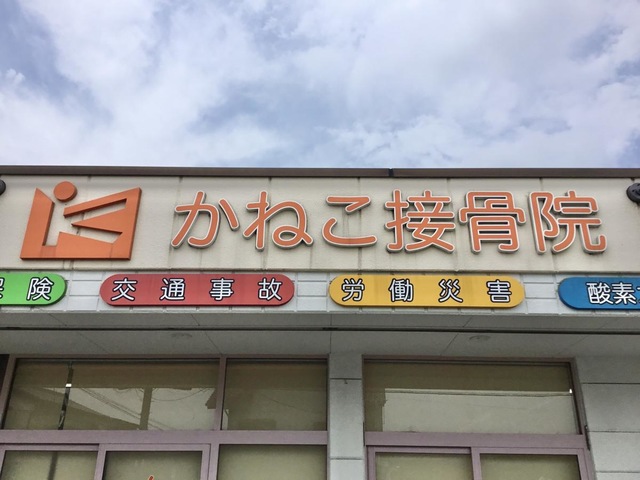 かねこ接骨院
険 交通事故 労働災害 酸素